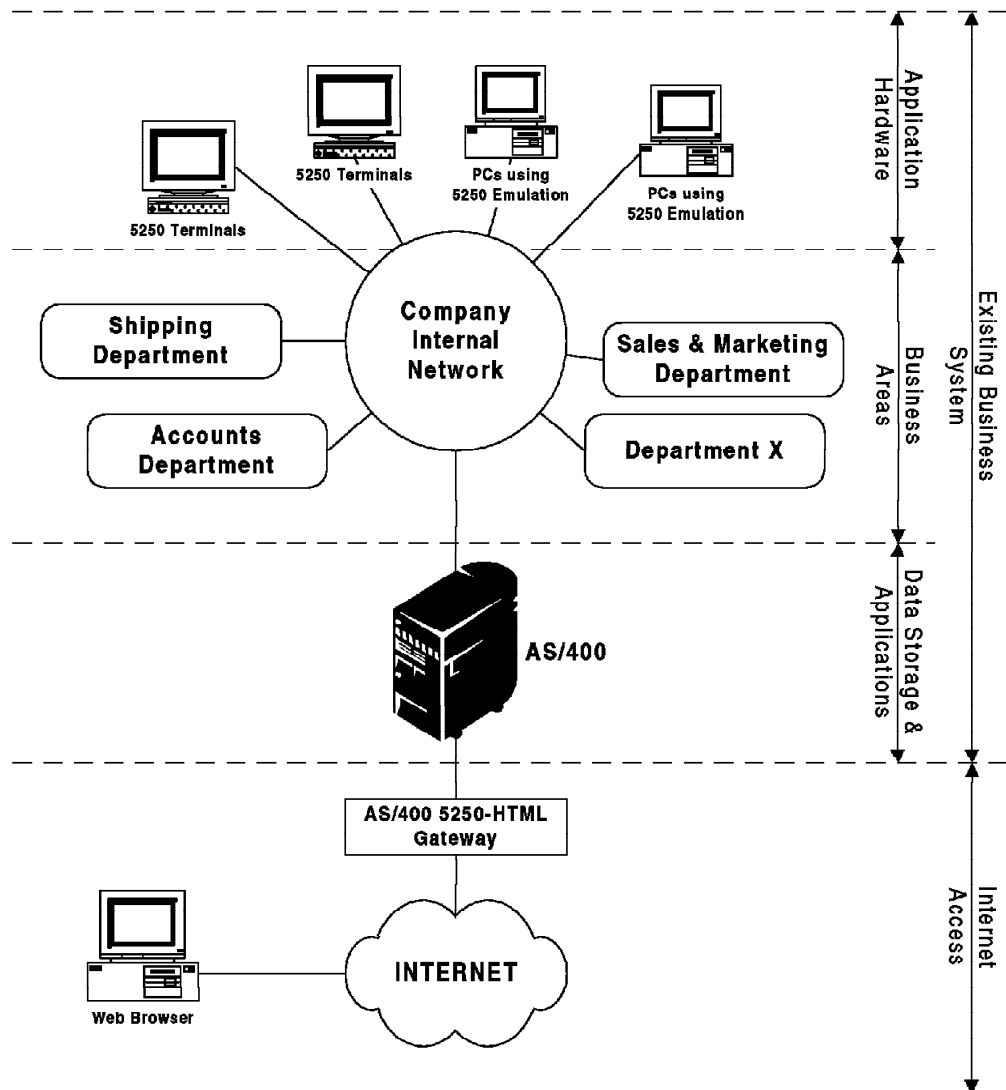 Application
Hardware
5250 Terminals
PCs using
5250 Emulation
PCs using
5250 Emulation
5250 Terminals
Existing Business
System
Business
Areas
Company
Internal
Network
Shipping
Department
Sales & Marketing
Department
Accounts
Department
Department X
Data Storage &
Applications
AS/400
AS/400 5250-HTML
Gateway
Internet
Access
INTERNET
Web Browser